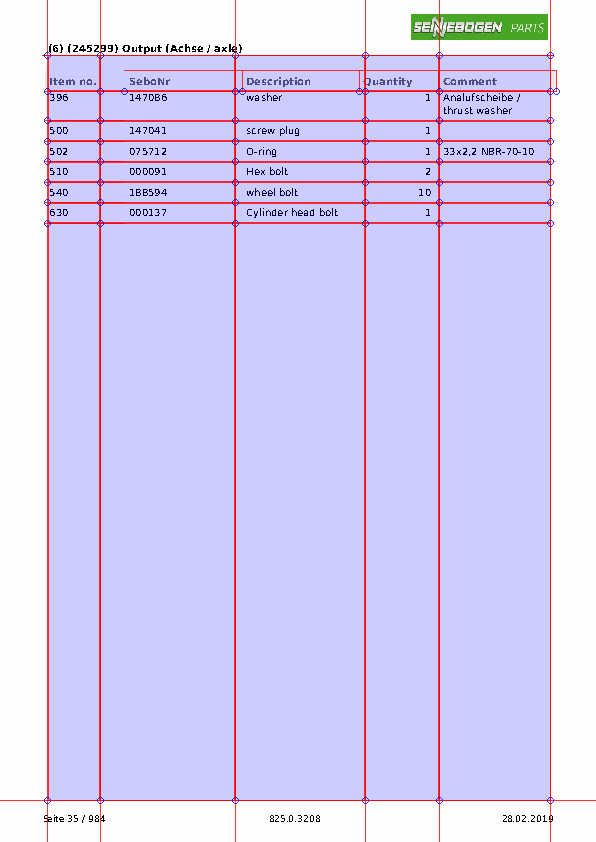 SENNEBOGEN PARTS
(6) (245299) Output (Achse / axle)
Item no. SeboNr Description Quantity Comment
396 1470B6 washer 1 Analufscheibe /
thrust washer
500 147041 screw plug 1
502 075712 O-ring 1 33x2,2 NBR-70-10
510 000091 Hex bolt 2
540 1BB594 wheel bolt 10
630 000137 Cylinder head bolt 1
Seite 35 / 984 825.0.3208 28.02.2019